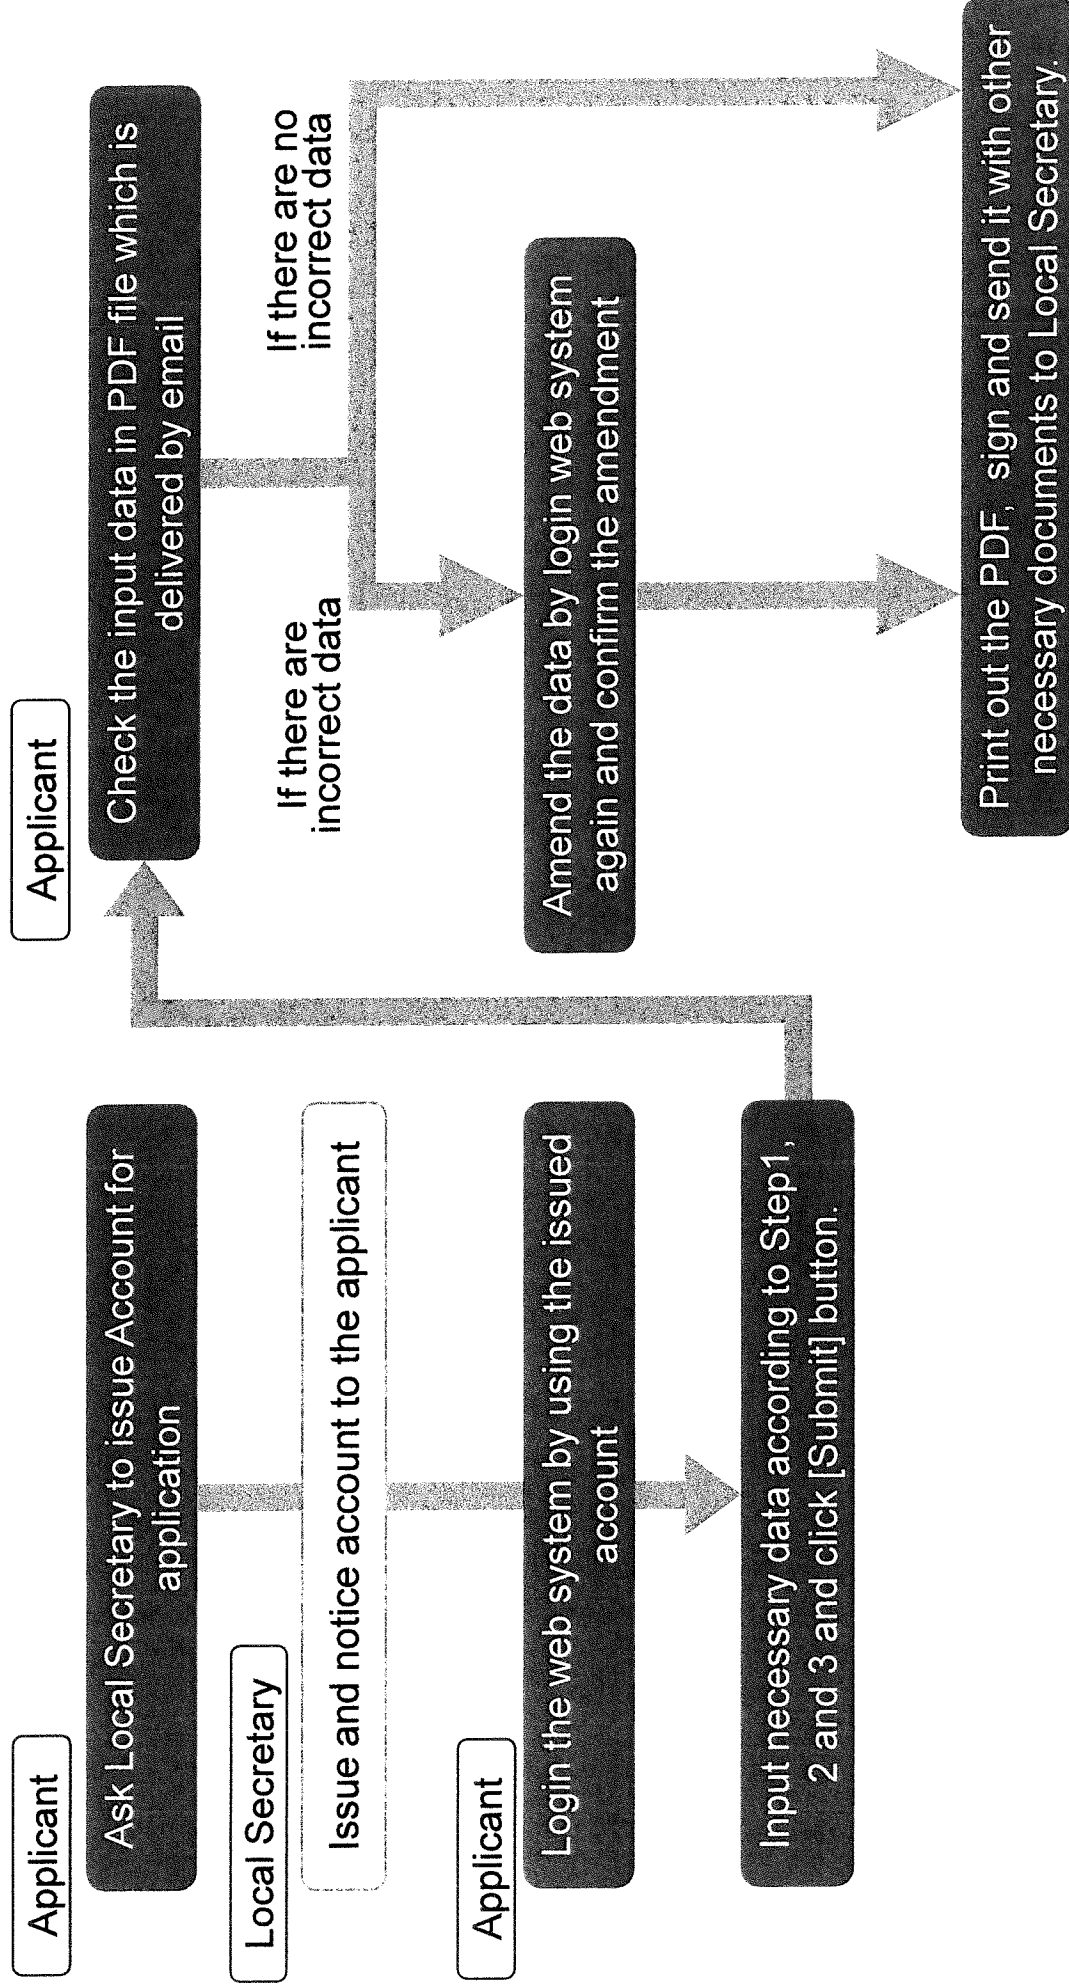 Applicant
Ask Local Secretary to issue Account for
application
Local Secretary
Issue and notice account to the applicant
Applicant
Login the web system by using the issued
account
Input necessary data according to Step1,
2 and 3 and click [Submit] button.
Applicant
Check the input data in PDF file which is
delivered by email
If there are
incorrect data
If there are no
incorrect data
Amend the data by login web system
again and confirm the amendment
Print out the PDF, sign and send it with other
necessary documents to Local Secretary.